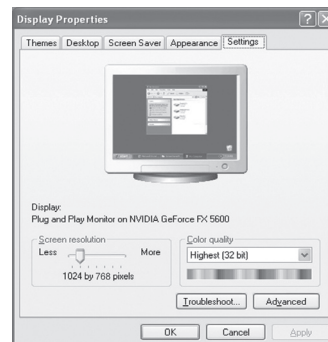 Display Properties
Themes Desktop Screen Saver Appearance Settings
Display:
Plug and Play Monitor on NVIDIA GeForce FX 5600
Screen resolution
Less More
1024 by 768 pixels
Color quality
Highest (32 bit)
Troubleshoot... Advanced
OK Cancel Apply